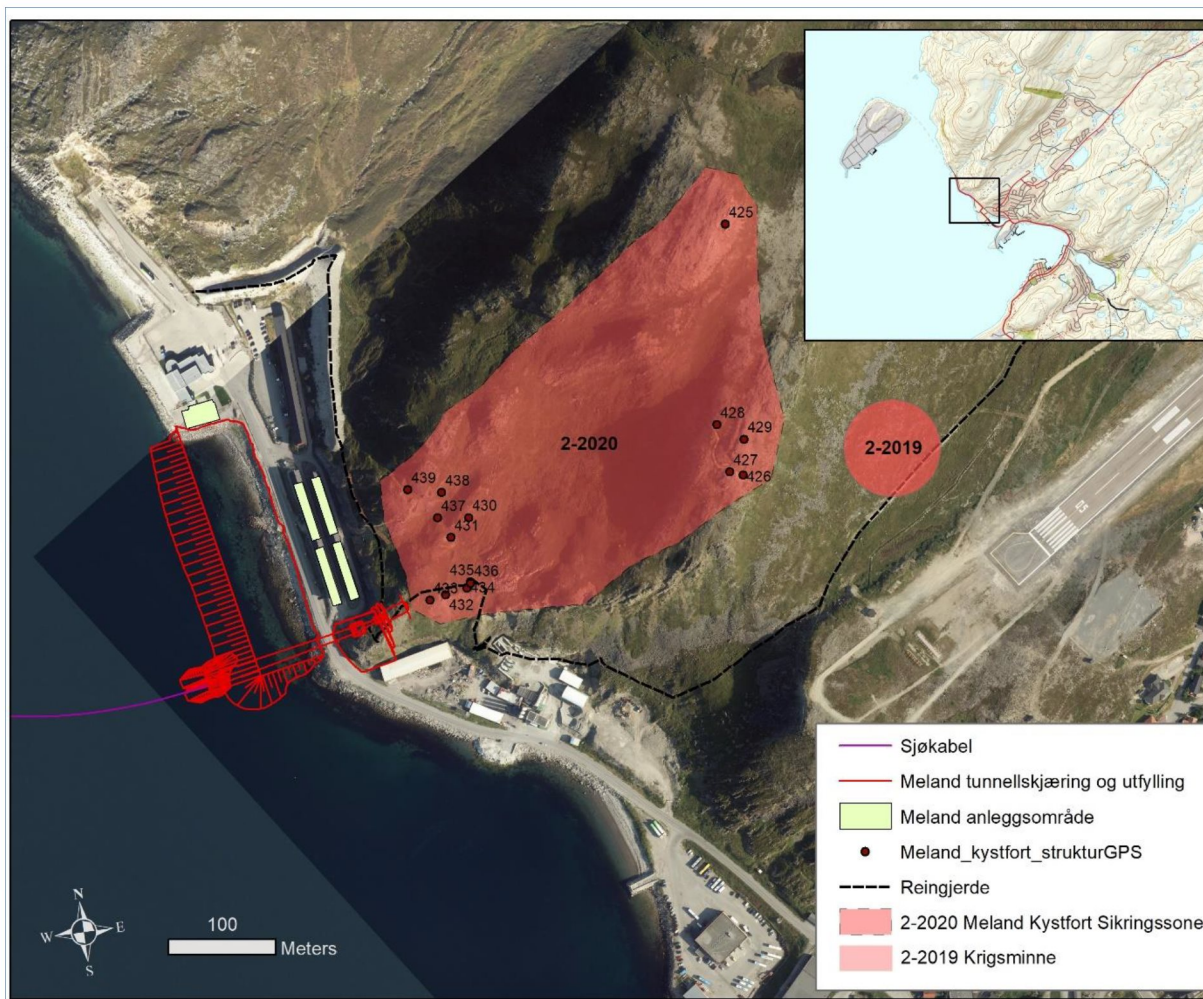 425
428
429
2-2020
427
426
2-2019
439
438
437
430
431
435
436
433
434
432
Sjøkabel
Meland tunnellskjæring og utfylling
Meland anleggsområde
Meland_kystfort_strukturGPS
Reingjerde
2-2020 Meland Kystfort Sikringssone
2-2019 Krigsminne
N
W
E
S
100
Meters